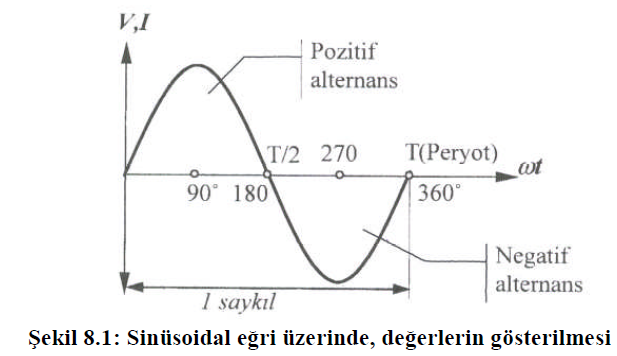 V,I
Pozitif
alternans
T/2 270 T(Peryot)
ωt
90° 180 360°
Negatif
alternans
1 saykıl
Şekil 8.1: Sinüsoidal eğri üzerinde, değerlerin gösterilmesi